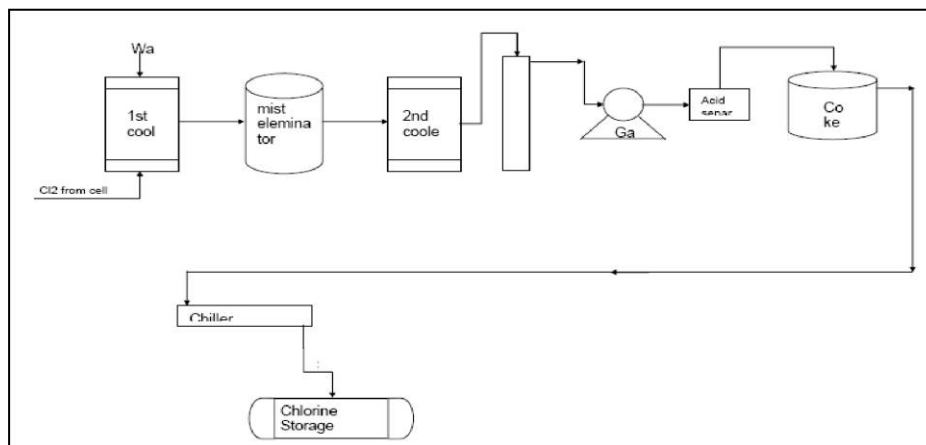 Wa
1st
cool
mist
elemina
tor
2nd
coole
Cl2 from cell
Ga
Acid
separ
Co
ke
Chiller
Chlorine
Storage